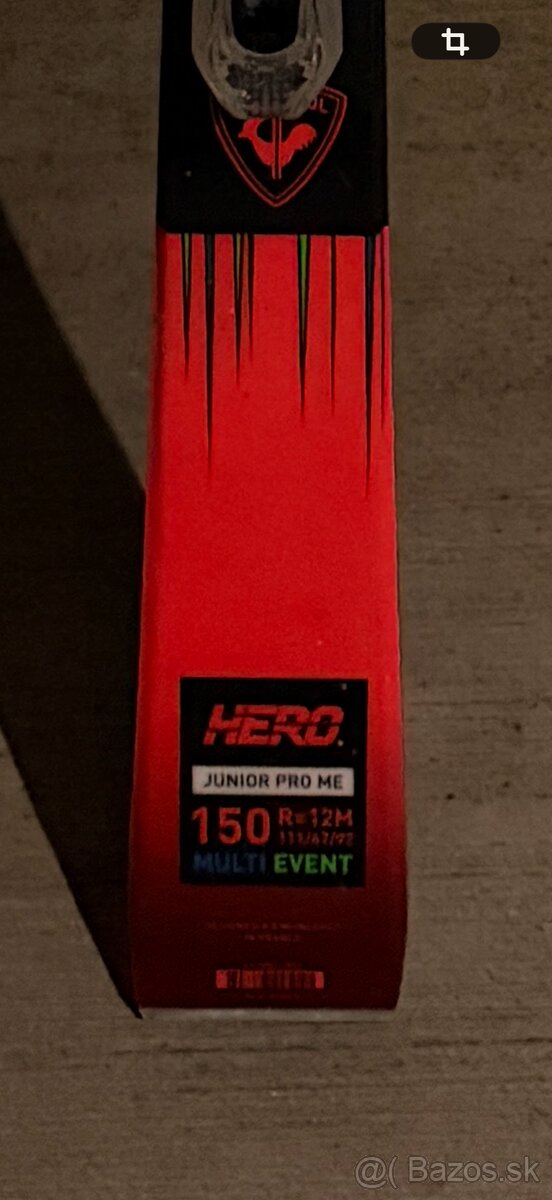 HERO
JUNIOR PRO ME
150 R=12M
111/67/92
MULTI EVENT
@( Bazos.sk